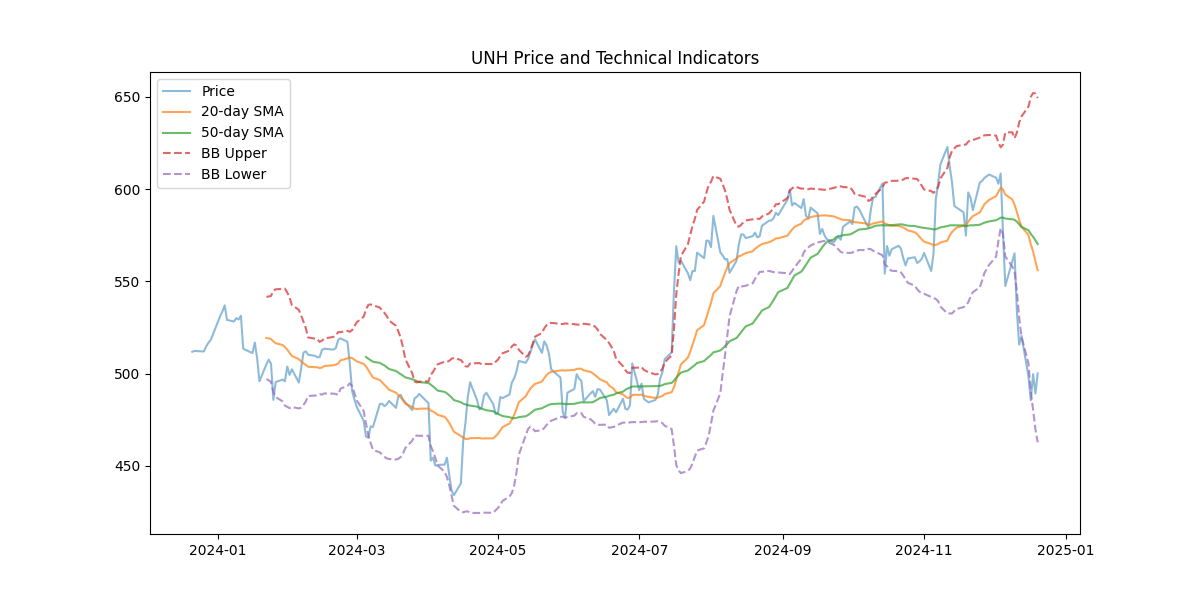 UNH Price and Technical Indicators
Price
20-day SMA
50-day SMA
BB Upper
BB Lower
650
600
550
500
450
2024-01
2024-03
2024-05
2024-07
2024-09
2024-11
2025-01